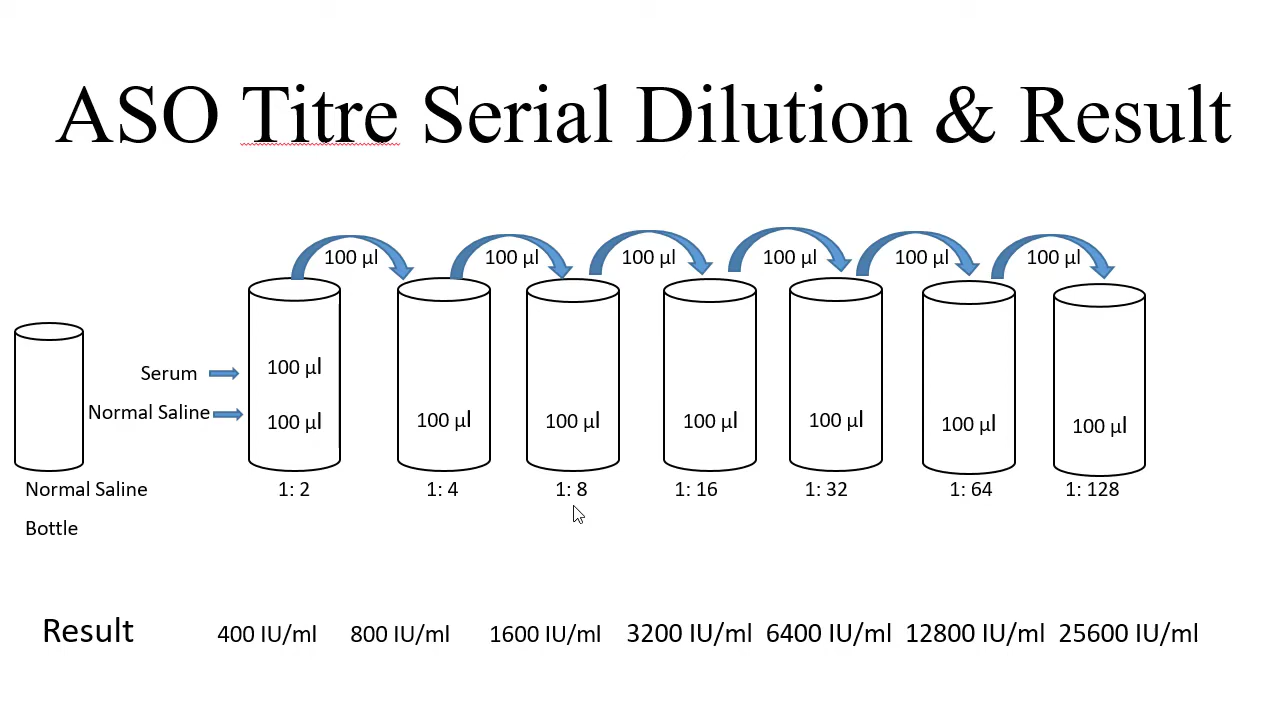 ASO Titre Serial Dilution & Result
100 µl 100 µl 100 µl 100 µl 100 µl 100 µl
Serum 100 µl
Normal Saline 100 µl 100 µl 100 µl 100 µl 100 µl 100 µl 100 µl
Normal Saline 1: 2 1: 4 1: 8 1: 16 1: 32 1: 64 1: 128
Bottle
Result 400 IU/ml 800 IU/ml 1600 IU/ml 3200 IU/ml 6400 IU/ml 12800 IU/ml 25600 IU/ml